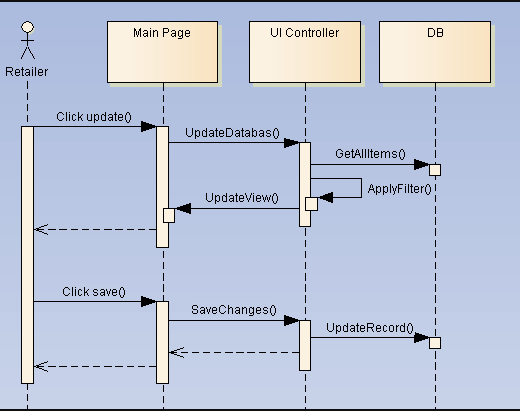 Main Page
UI Controller
DB
Retailer
Click update()
UpdateDatabas()
GetAllItems()
ApplyFilter()
UpdateView()
Click save()
SaveChanges()
UpdateRecord()